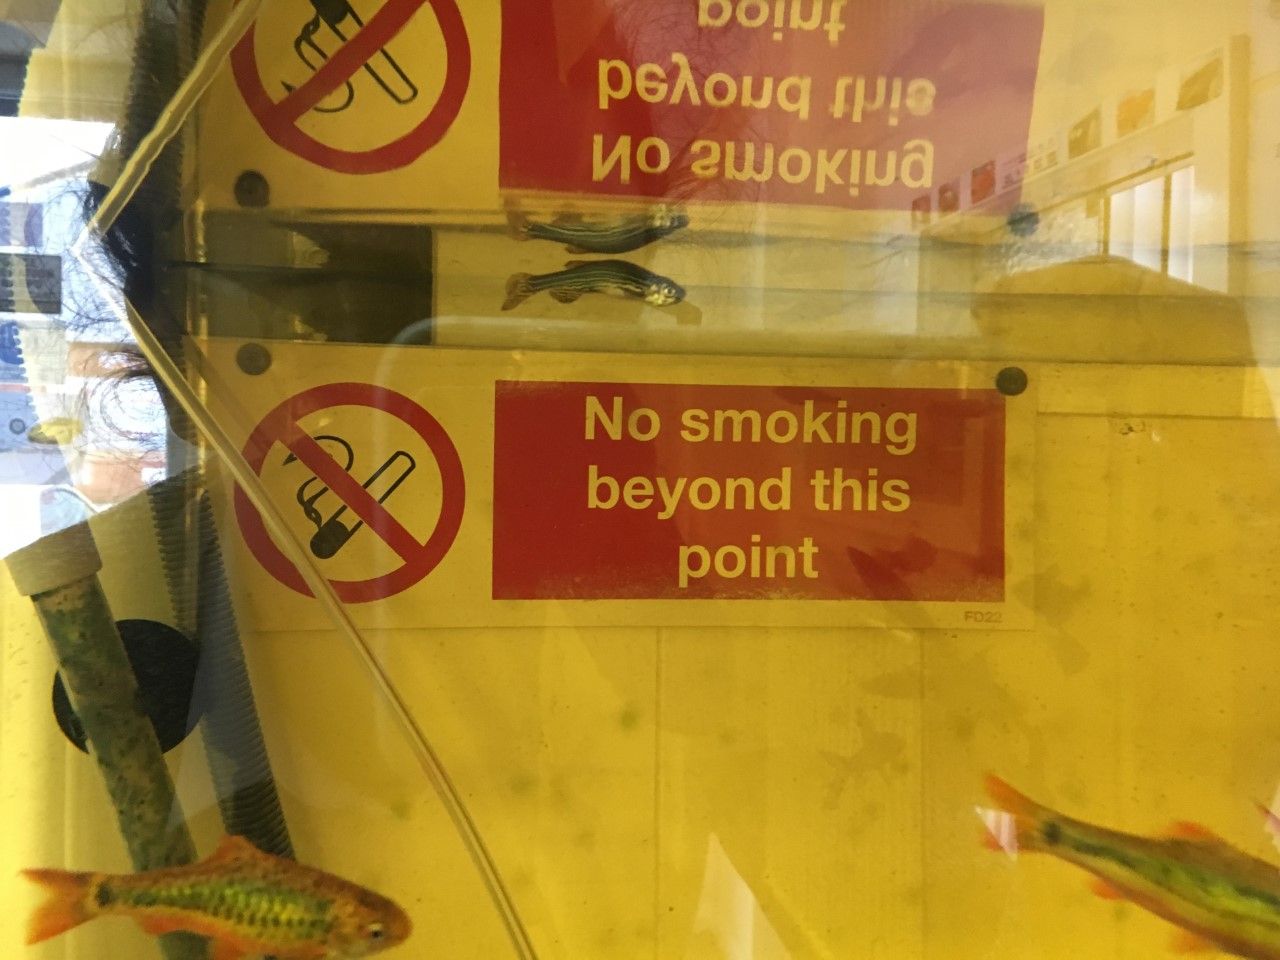 point
beyond this
No smoking
No smoking
beyond this
point
FD22